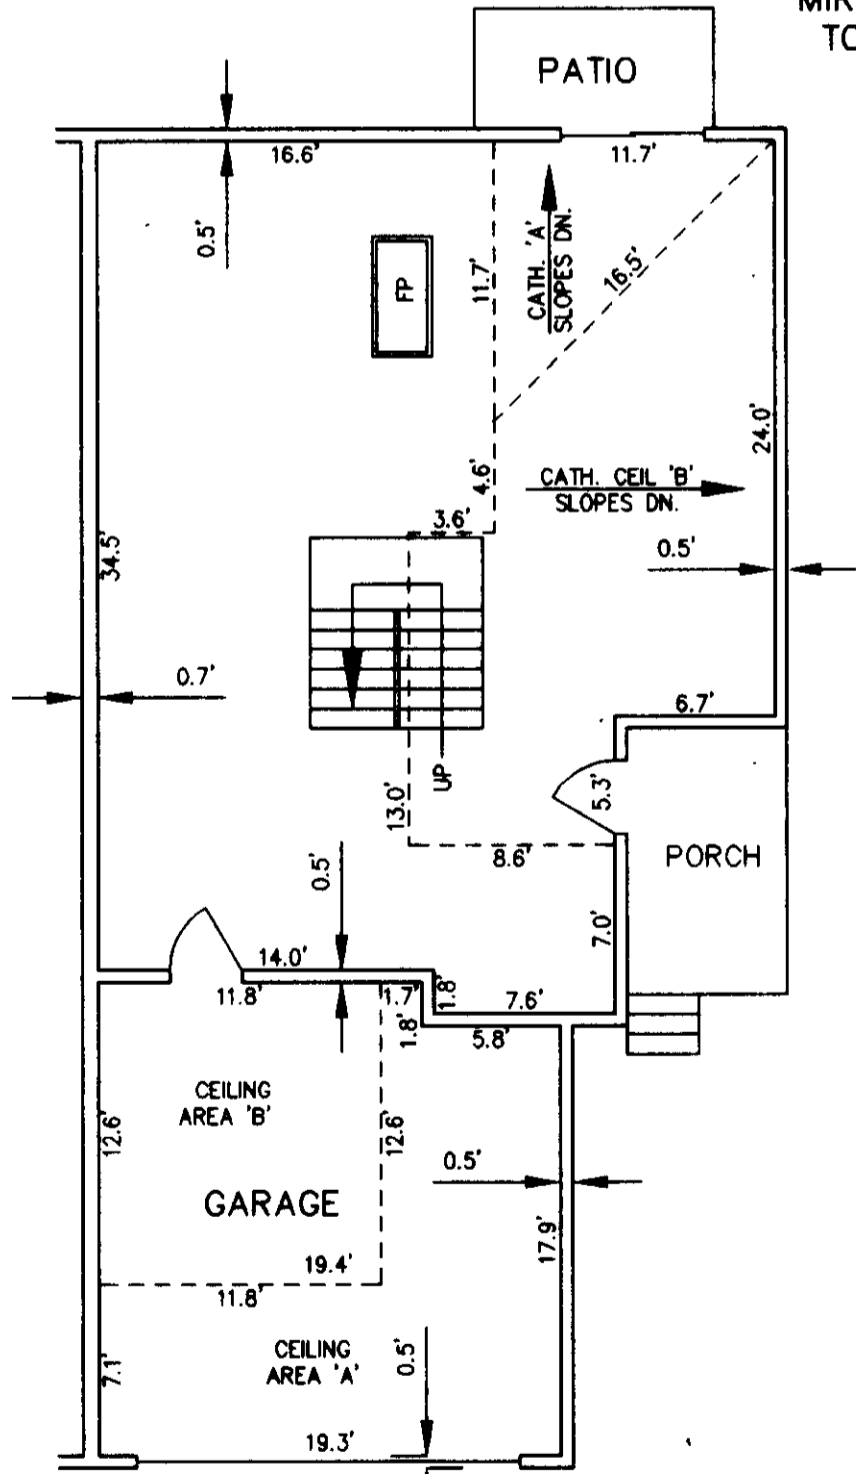 MIR
TO
PATIO
16.6'
11.7'
0.5'
FP
11.7'
CATH. 'A'
SLOPES DN.
16.5'
24.0'
4.6'
CATH. CEIL 'B'
SLOPES DN.
3.6'
34.5'
0.5'
0.7'
6.7'
UP
13.0'
5.3'
8.6'
PORCH
0.5'
7.0'
14.0'
11.8'
1.7'
1.8'
7.6'
1.8'
5.8'
CEILING
AREA 'B'
12.6'
12.6'
0.5'
GARAGE
17.9'
19.4'
11.8'
CEILING
AREA 'A'
7.1'
0.5'
19.3'